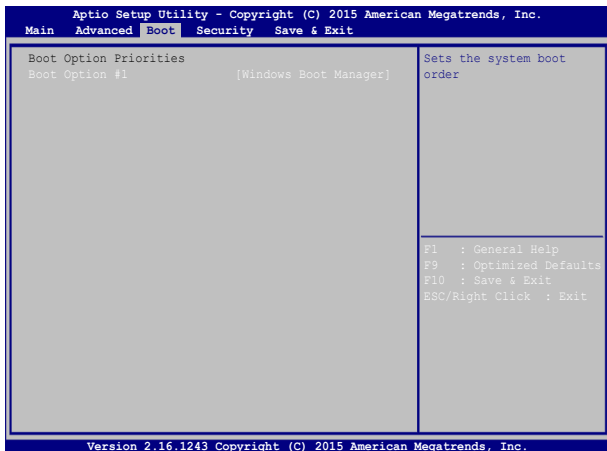 Aptio Setup Utility - Copyright (C) 2015 American Megatrends, Inc.
Main Advanced Boot Security Save & Exit
Boot Option Priorities
Boot Option #1 [Windows Boot Manager]
Sets the system boot
order
F1 : General Help
F9 : Optimized Defaults
F10 : Save & Exit
ESC/Right Click : Exit
Version 2.16.1243 Copyright (C) 2015 American Megatrends, Inc.